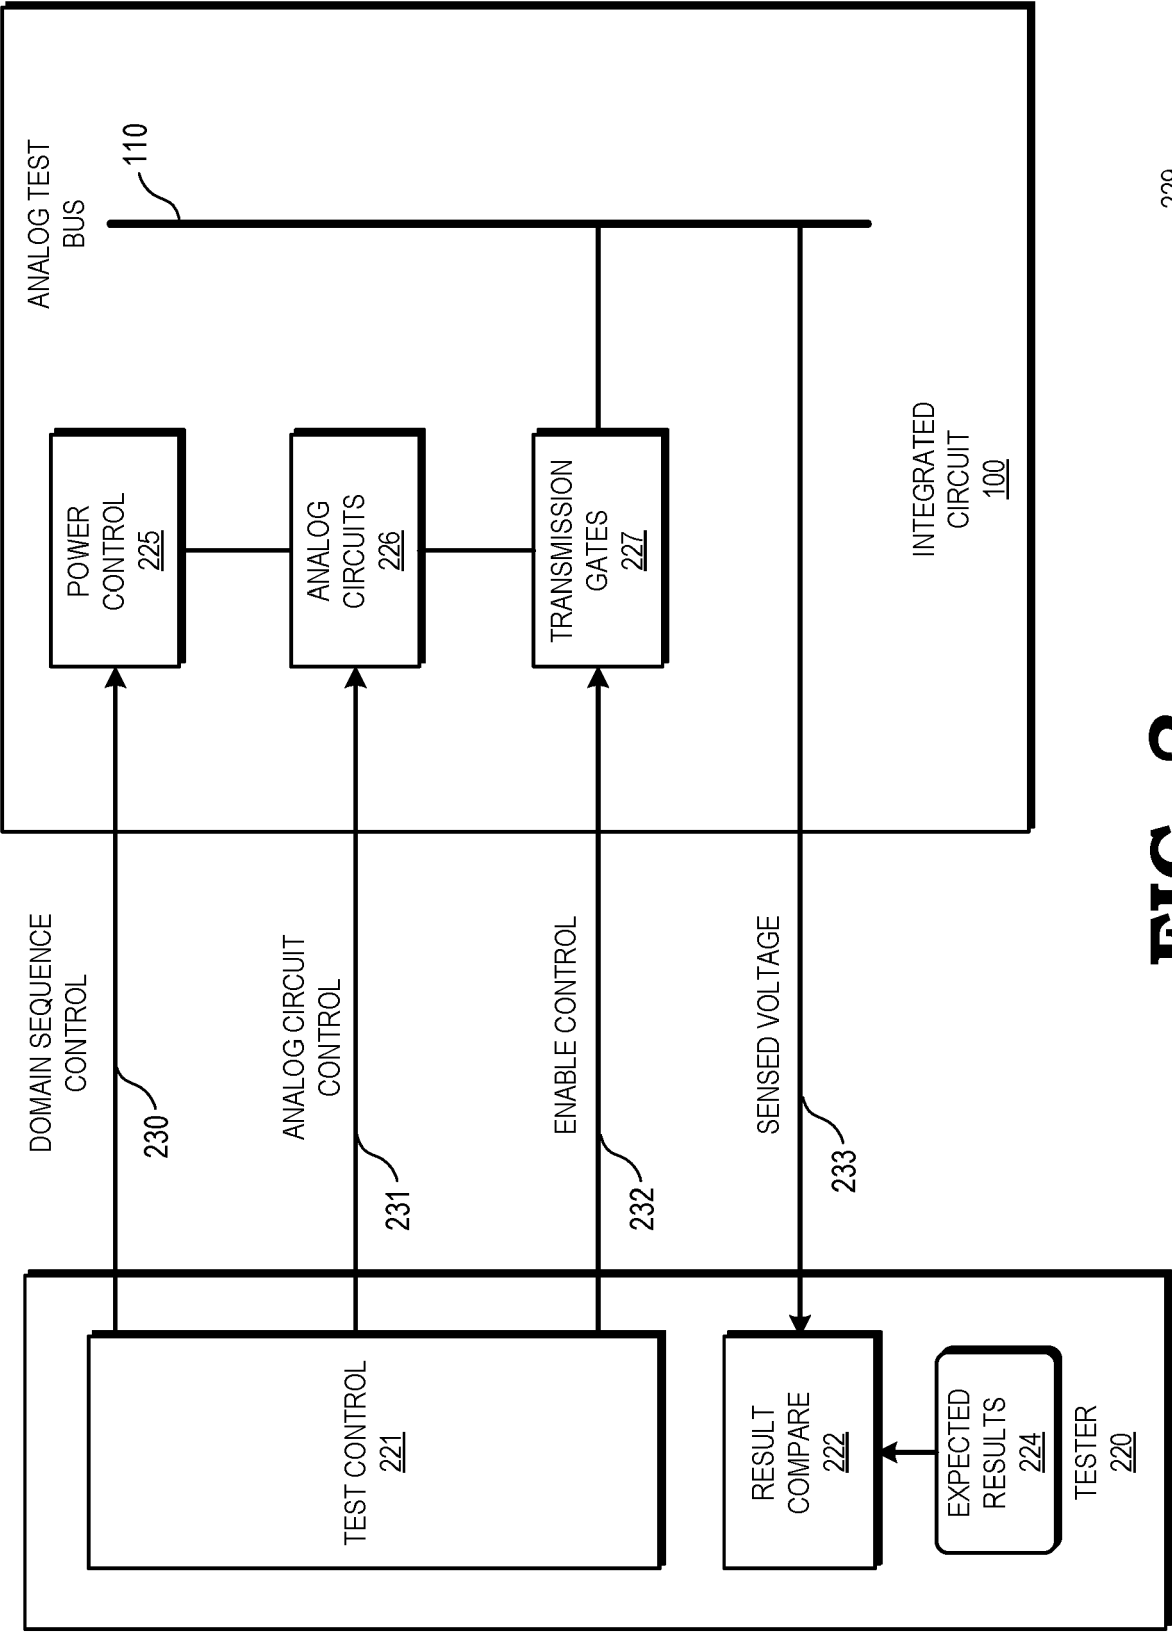 DOMAIN SEQUENCE
CONTROL
230
ANALOG CIRCUIT
CONTROL
231
ENABLE CONTROL
232
SENSED VOLTAGE
233
TEST CONTROL
221
RESULT
COMPARE
222
EXPECTED
RESULTS
224
TESTER
220
POWER
CONTROL
225
ANALOG
CIRCUITS
226
TRANSMISSION
GATES
227
ANALOG TEST
BUS
110
INTEGRATED
CIRCUIT
100
FIG.